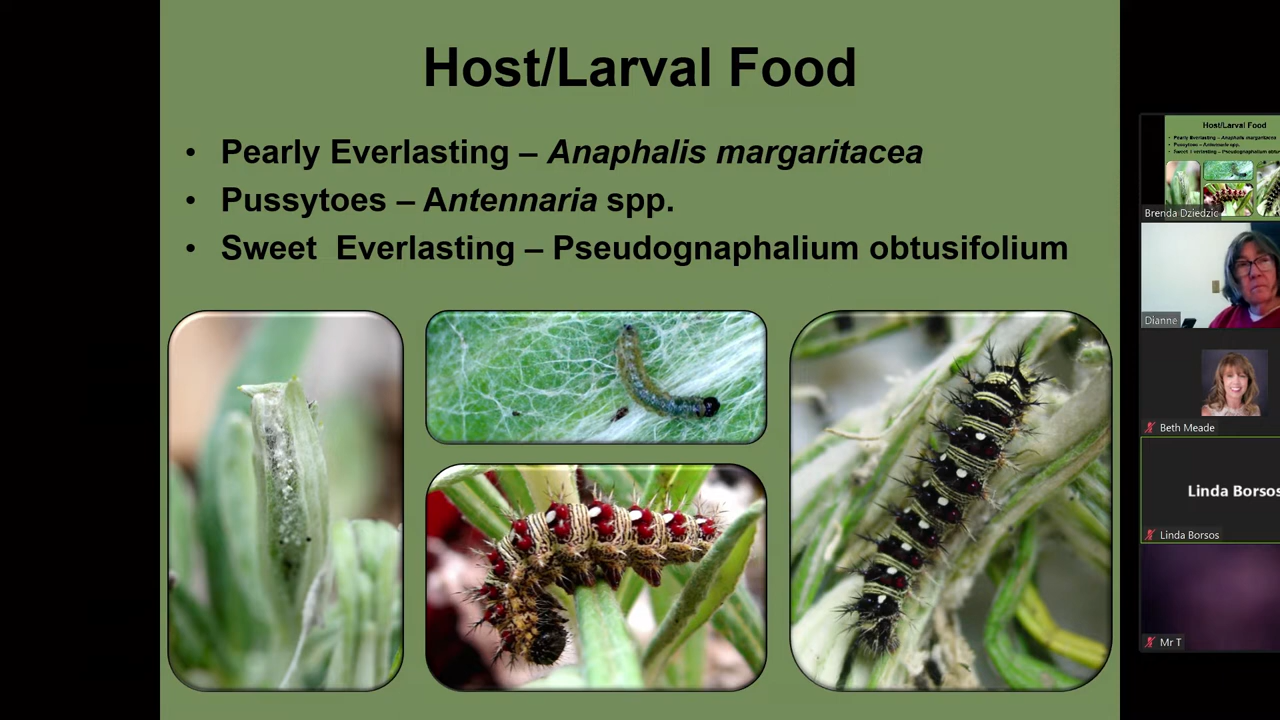 Host/Larval Food
• Pearly Everlasting – Anaphalis margaritacea
• Pussytoes – Antennaria spp.
• Sweet  Everlasting – Pseudognaphalium obtusifolium
Host/Larval Food
• Pearly Everlasting – Anaphalis margaritacea
• Pussytoes – Antennaria spp.
• Sweet Everlasting – Pseudognaphalium
Brenda Dziedzic
Dianne
Beth Meade
Linda Borsos
Linda Borsos
Mr T